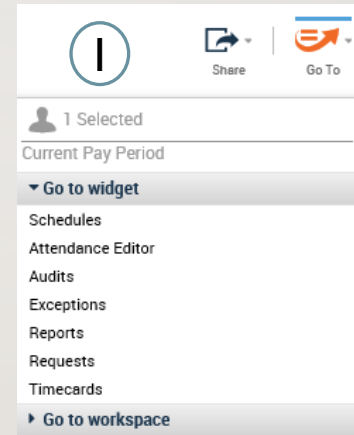 I
Share
Go To
1 Selected
Current Pay Period
Go to widget
Schedules
Attendance Editor
Audits
Exceptions
Reports
Requests
Timecards
Go to workspace